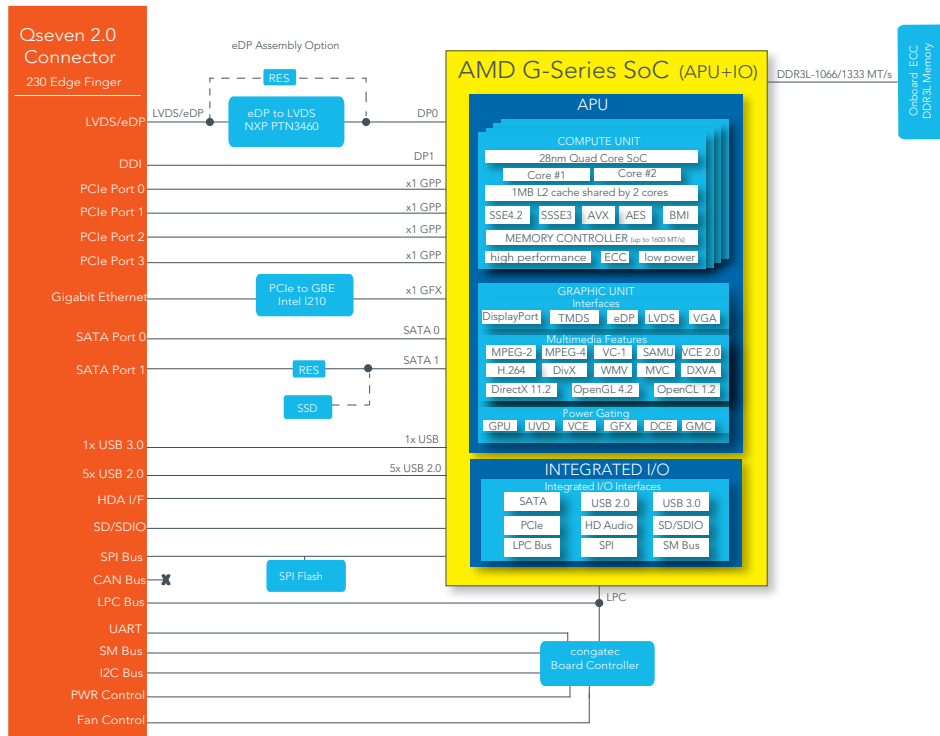 Qseven 2.0
Connector
230 Edge Finger
LVDS/eDP
DDI
PCIe Port 0
PCIe Port 1
PCIe Port 2
PCIe Port 3
Gigabit Ethernet
SATA Port 0
SATA Port 1
1x USB 3.0
5x USB 2.0
HDA I/F
SD/SDIO
SPI Bus
CAN Bus
LPC Bus
UART
SM Bus
I2C Bus
PWR Control
Fan Control
eDP Assembly Option
RES
LVDS/eDP
eDP to LVDS
NXP PTN3460
DP0
DP1
x1 GPP
x1 GPP
x1 GPP
x1 GPP
PCIe to GBE
Intel I210
x1 GFX
SATA 0
SATA 1
RES
SSD
1x USB
5x USB 2.0
SPI Flash
X
AMD G-Series SoC (APU+IO)
APU
COMPUTE UNIT
28nm Quad Core SoC
Core #1 Core #2
1MB L2 cache shared by 2 cores
SSE4.2 SSSE3 AVX AES BMI
MEMORY CONTROLLER (up to 1600 MT/s)
high performance ECC low power
GRAPHIC UNIT
Interfaces
DisplayPort TMDS eDP LVDS VGA
Multimedia Features
MPEG-2 MPEG-4 VC-1 SAMU VCE 2.0
H.264 DivX WMV MVC DXVA
DirectX 11.2 OpenGL 4.2 OpenCL 1.2
Power Gating
GPU UVD VCE GFX DCE GMC
INTEGRATED I/O
Integrated I/O Interfaces
SATA USB 2.0 USB 3.0
PCIe HD Audio SD/SDIO
LPC Bus SPI SM Bus
LPC
congatec
Board Controller
DDR3L-1066/1333 MT/s
Onboard ECC
DDR3L Memory